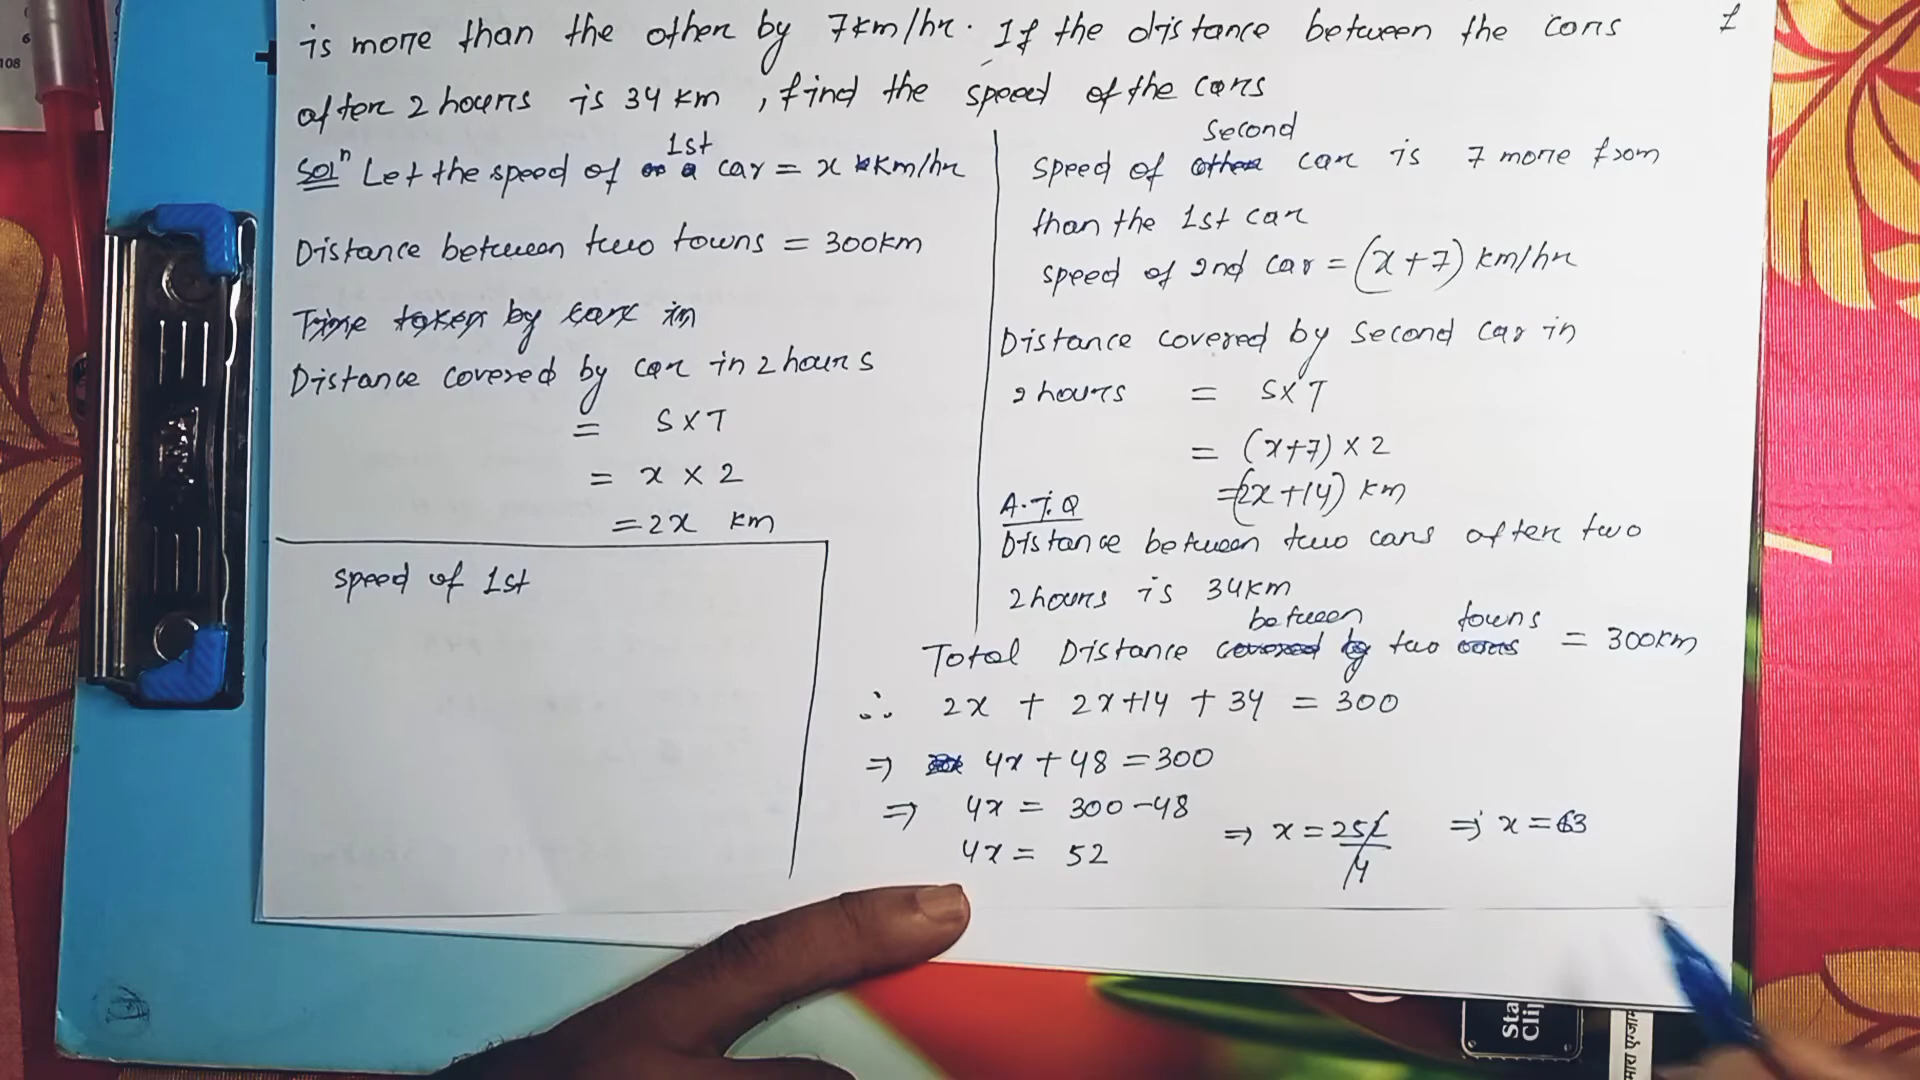 is more than the other by 7km/hr. If the distance between the cars
after 2 hours is 34 km , find the speed of the cars
1st
Solⁿ Let the speed of a car = x km/hr
Distance between two towns = 300km
Time taken by car in
Distance covered by car in 2 hours
= S x T
= x × 2
= 2x km
speed of 1st
Second
speed of other car is 7 more from
than the 1st car
speed of 2nd car = (x+7) km/hr
Distance covered by Second Car in
2 hours = S x T
= (x+7) × 2
= (2x +14) km
A.T.Q
Distance between two cars after two
2 hours is 34km
between towns
Total Distance covered by two cars = 300km
∴ 2x + 2x+14 + 34 = 300
⇒ 4x + 48 = 300
⇒ 4x = 300 -48
4x = 52
⇒ x = 252/4 ⇒ x = 63
6
108
Sta
Cli